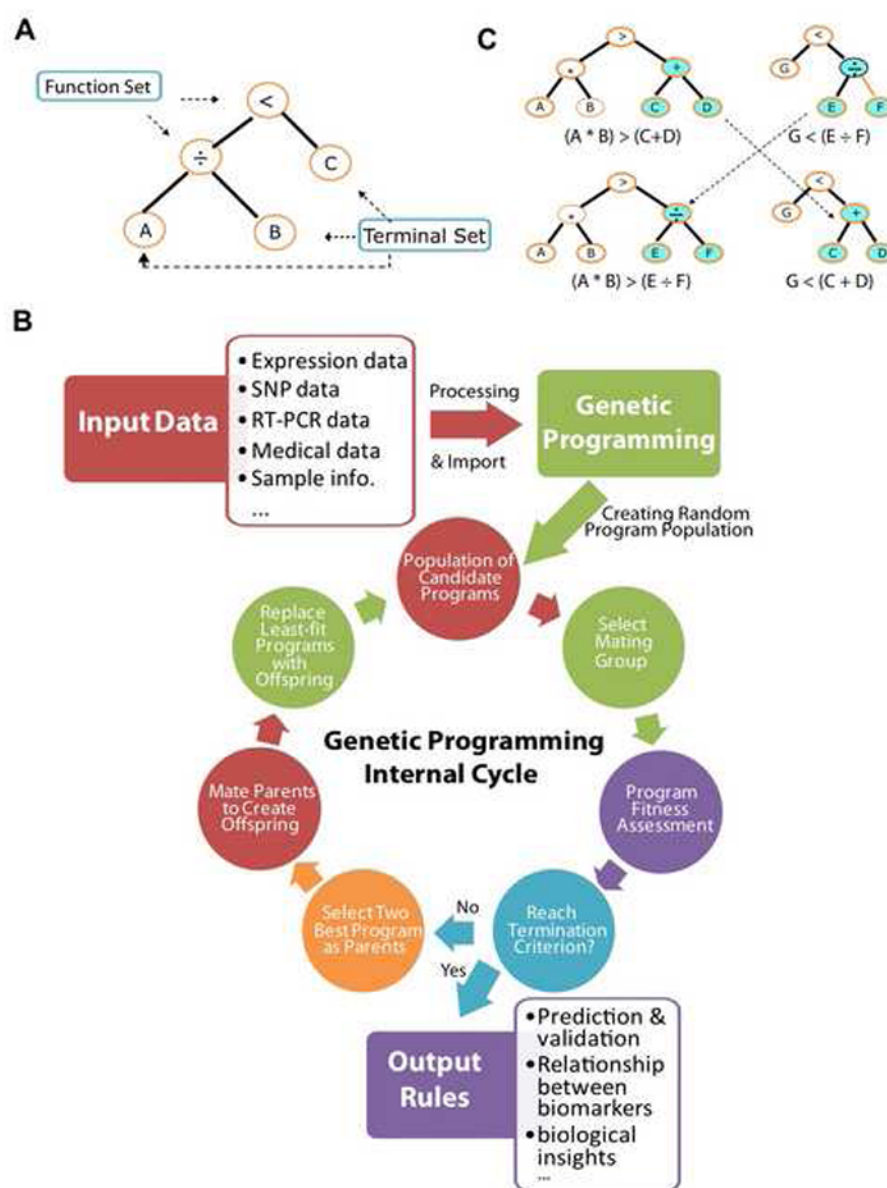 A
Function Set
<
÷
C
A
B
Terminal Set
C
>
*
+
A
B
C
D
(A * B) > (C+D)
<
G
÷
E
F
G < (E ÷ F)
>
*
÷
A
B
E
F
(A * B) > (E ÷ F)
<
G
+
C
D
G < (C + D)
B
Input Data
• Expression data
• SNP data
• RT-PCR data
• Medical data
• Sample info.
...
Processing
& Import
Genetic
Programming
Creating Random
Program Population
Population of
Candidate
Programs
Select
Mating
Group
Program
Fitness
Assessment
Reach
Termination
Criterion?
No
Yes
Select Two
Best Program
as Parents
Mate Parents
to Create
Offspring
Replace
Least-fit
Programs
with
Offspring
Genetic Programming
Internal Cycle
Output
Rules
•Prediction &
validation
•Relationship
between
biomarkers
•biological
insights
...